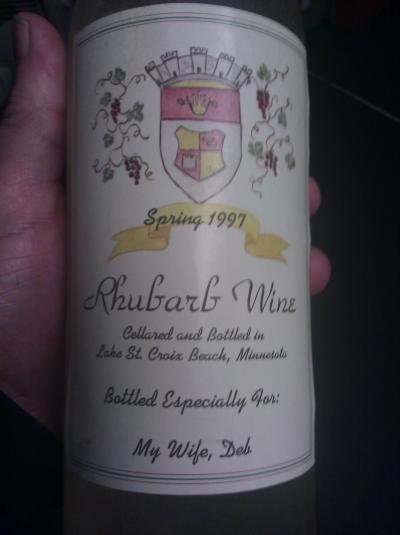 Spring 1997
Rhubarb Wine
Cellared and Bottled in
Lake St. Croix Beach, Minnesota
Bottled Especially For:
My Wife, Deb